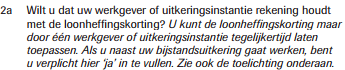 2a Wilt u dat uw werkgever of uitkeringsinstantie rekening houdt
met de loonheffingskorting? U kunt de loonheffingskorting maar
door één werkgever of uitkeringsinstantie tegelijkertijd laten
toepassen. Als u naast uw bijstandsuitkering gaat werken, bent
u verplicht hier ‘ja’ in te vullen. Zie ook de toelichting onderaan.